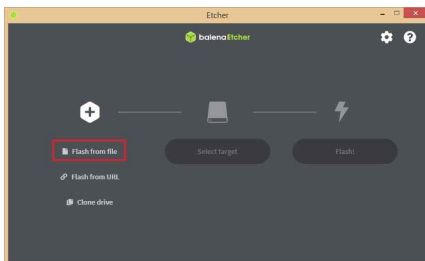 Etcher
balenaEtcher
Flash from file
Select target
Flash!
Flash from URL
Clone drive